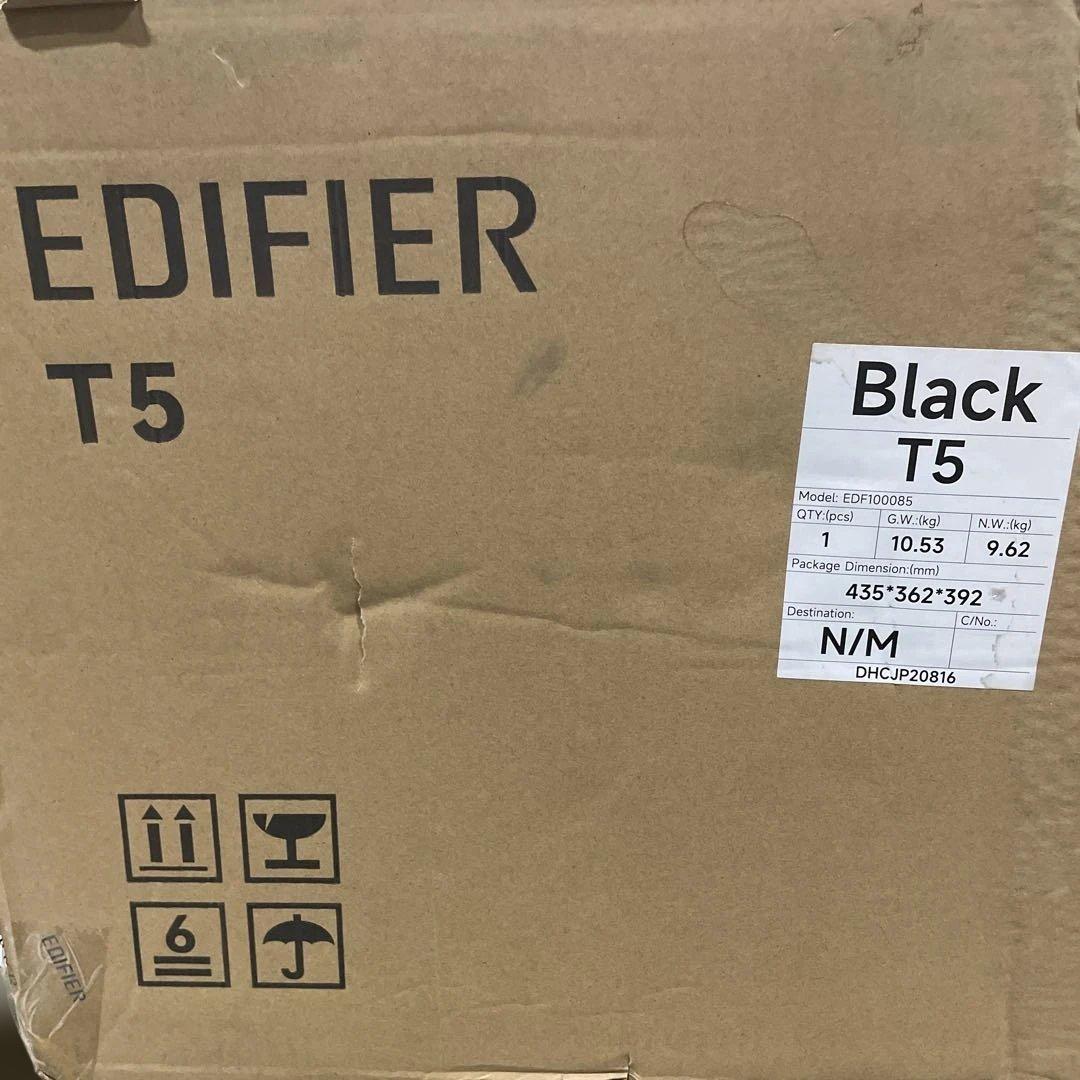 EDIFIER
T5
Black
T5
Model: EDF100085
QTY:(pcs) G.W.:(kg) N.W.:(kg)
1 10.53 9.62
Package Dimension:(mm)
435*362*392
Destination: C/No.:
N/M
DHCJP20816
6
EDIFIER